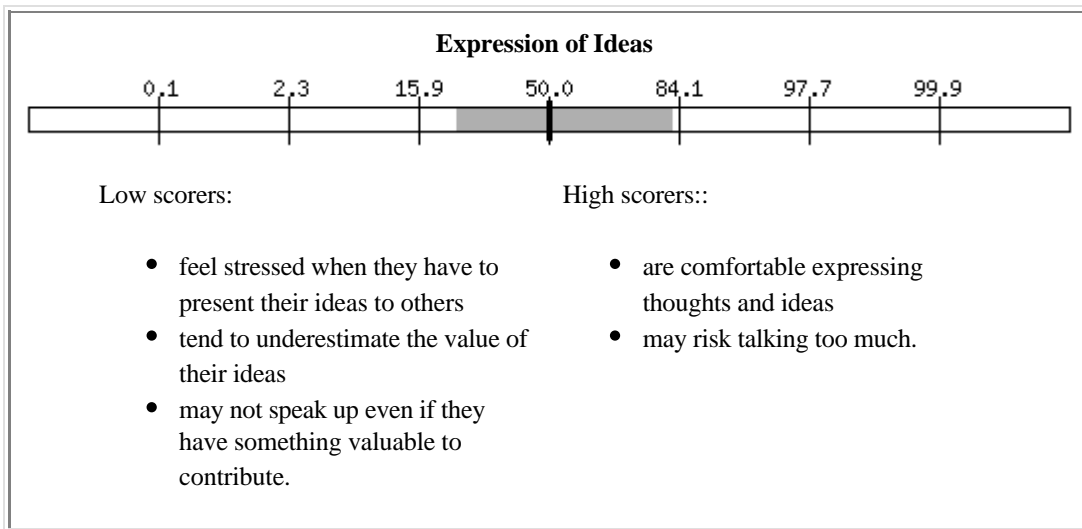 Expression of Ideas
0.1 2.3 15.9 50.0 84.1 97.7 99.9
Low scorers:
• feel stressed when they have to
present their ideas to others
• tend to underestimate the value of
their ideas
• may not speak up even if they
have something valuable to
contribute.
High scorers::
• are comfortable expressing
thoughts and ideas
• may risk talking too much.